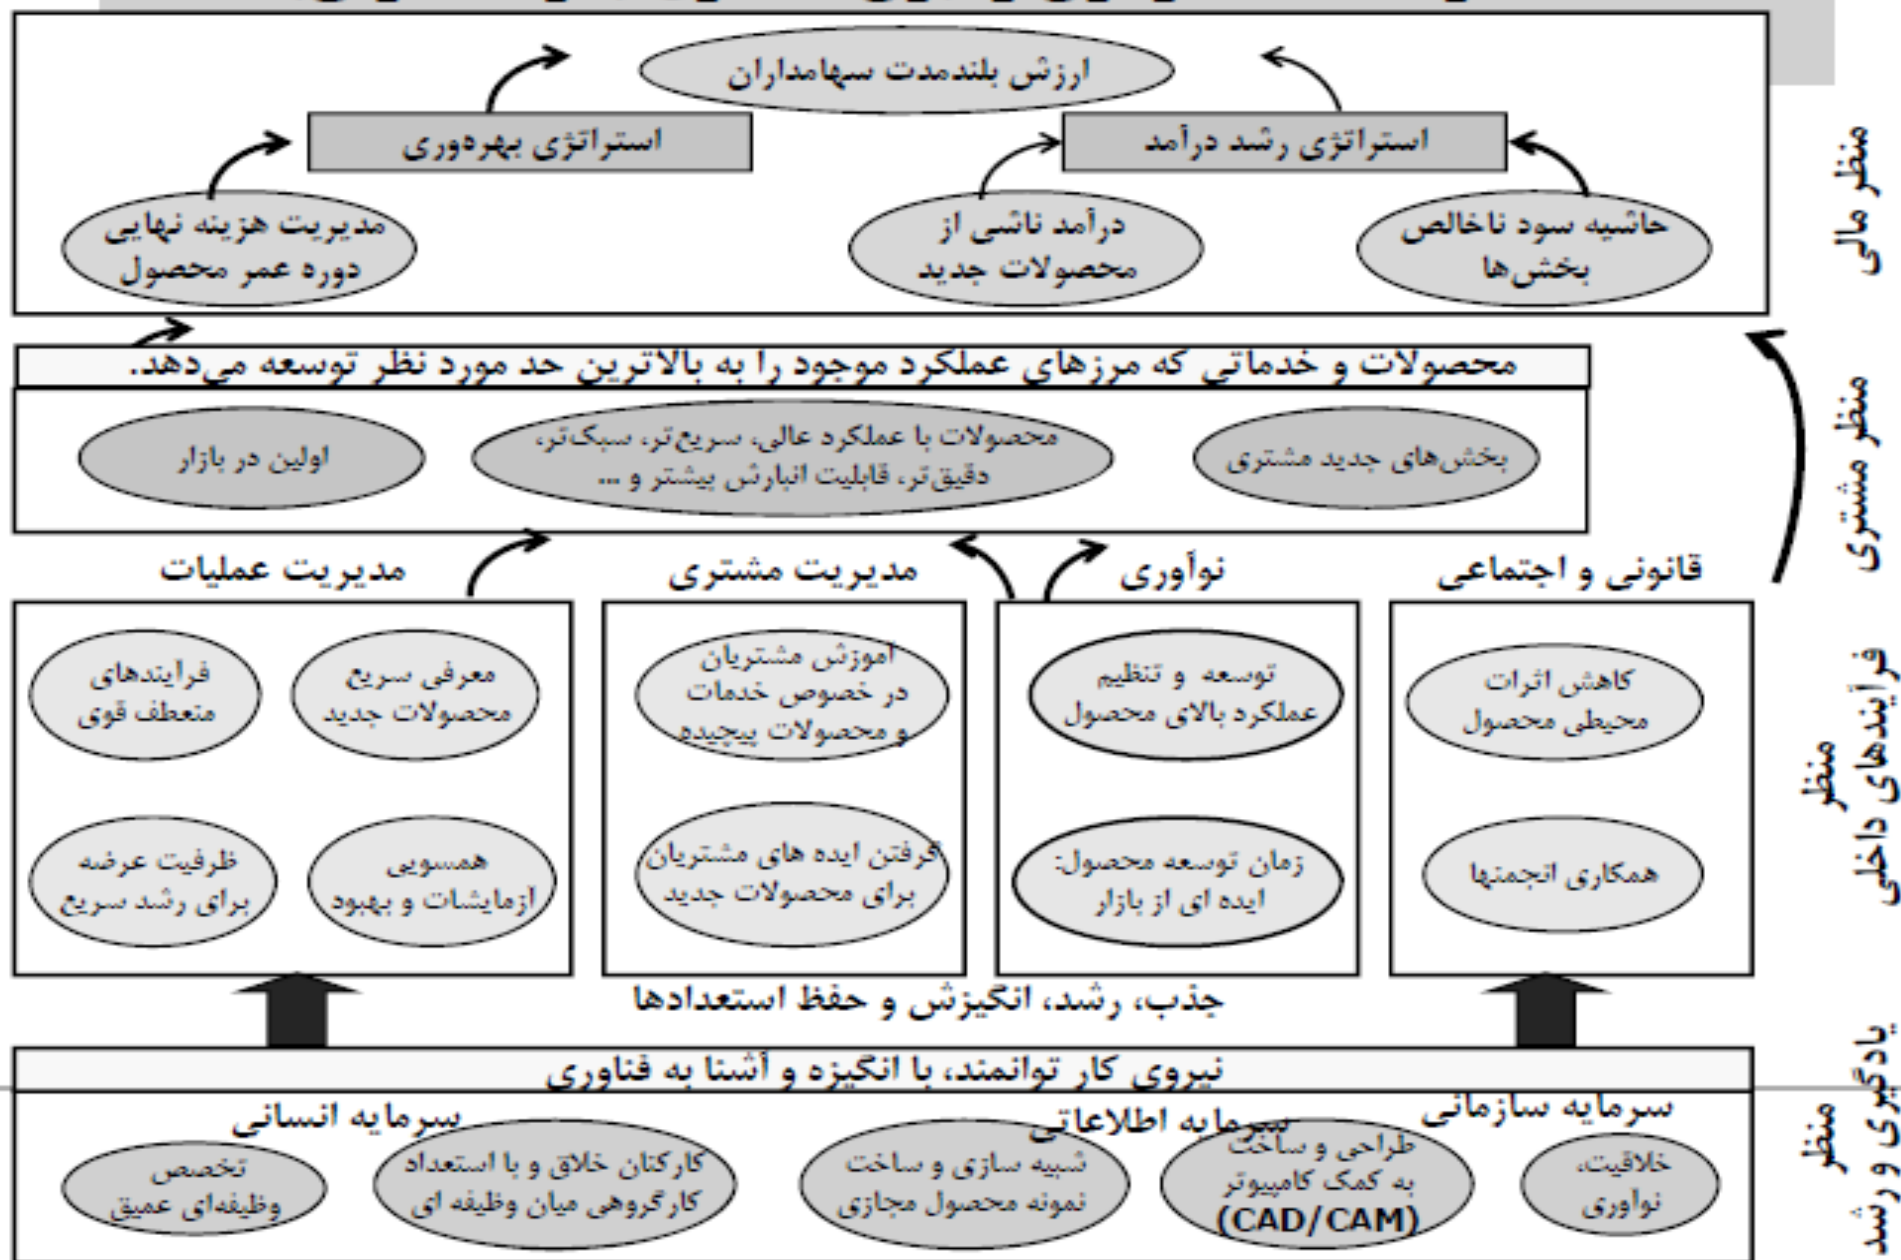 ارزش بلندمدت سهامداران
استراتژی رشد درآمد
استراتژی بهره‌وری
حاشیه سود ناخالص
بخش‌ها
درآمد ناشی از
محصولات جدید
مدیریت هزینه نهایی
دوره عمر محصول
منظر مالی
محصولات و خدماتی که مرزهای عملکرد موجود را به بالاترین حد مورد نظر توسعه می‌دهد.
بخش‌های جدید مشتری
محصولات با عملکرد عالی، سریع‌تر، سبک‌تر،
دقیق‌تر، قابلیت انبارش بیشتر و ...
اولین در بازار
منظر مشتری
قانونی و اجتماعی
نوآوری
مدیریت مشتری
مدیریت عملیات
کاهش اثرات
محیطی محصول
همکاری انجمنها
توسعه و تنظیم
عملکرد بالای محصول
زمان توسعه محصول:
ایده ای از بازار
آموزش مشتریان
در خصوص خدمات
و محصولات پیچیده
گرفتن ایده های مشتریان
برای محصولات جدید
معرفی سریع
محصولات جدید
فرآیندهای
منعطف قوی
همسویی
آزمایشات و بهبود
ظرفیت عرضه
برای رشد سریع
منظر
فرآیندهای داخلی
جذب، رشد، انگیزش و حفظ استعدادها
نیروی کار توانمند، با انگیزه و آشنا به فناوری
سرمایه سازمانی
سرمایه اطلاعاتی
سرمایه انسانی
خلاقیت،
نوآوری
طراحی و ساخت
به کمک کامپیوتر
(CAD/CAM)
شبیه سازی و ساخت
نمونه محصول مجازی
کارکنان خلاق و با استعداد
کارگروهی میان وظیفه ای
تخصص
وظیفه‌ای عمیق
منظر
یادگیری و رشد